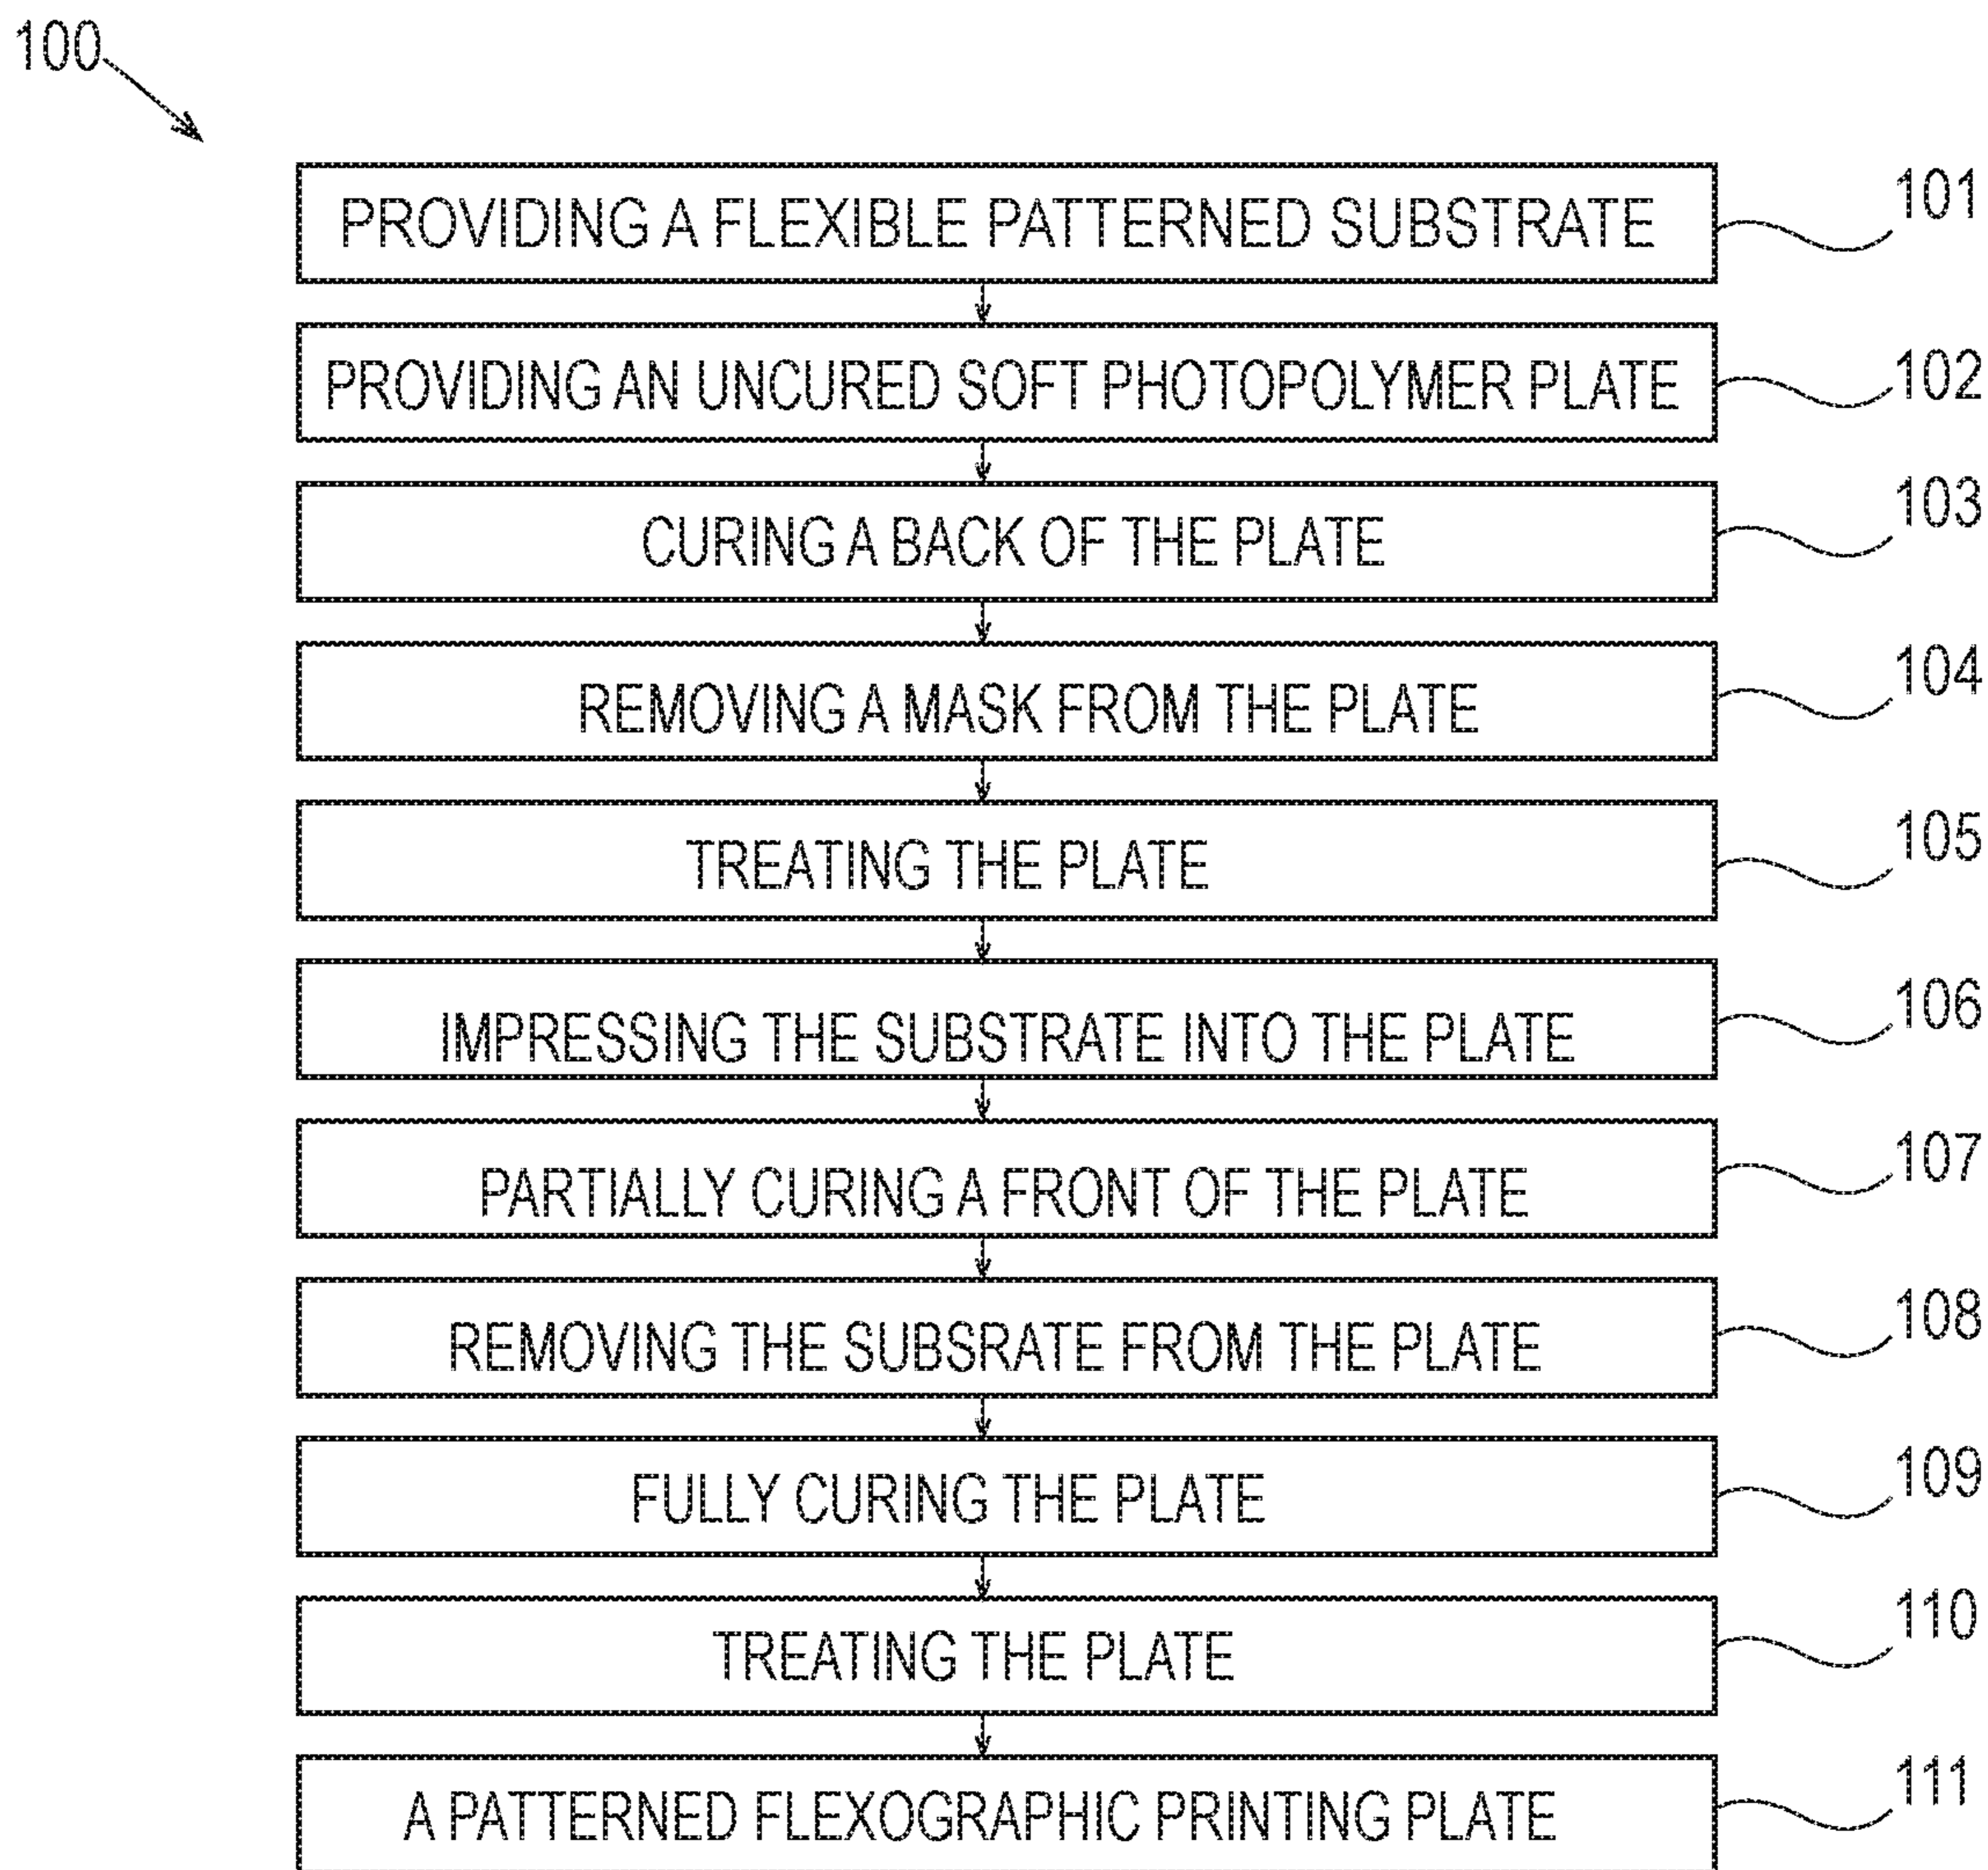 100
PROVIDING A FLEXIBLE PATTERNED SUBSTRATE 101
PROVIDING AN UNCURED SOFT PHOTOPOLYMER PLATE 102
CURING A BACK OF THE PLATE 103
REMOVING A MASK FROM THE PLATE 104
TREATING THE PLATE 105
IMPRESSING THE SUBSTRATE INTO THE PLATE 106
PARTIALLY CURING A FRONT OF THE PLATE 107
REMOVING THE SUBSRATE FROM THE PLATE 108
FULLY CURING THE PLATE 109
TREATING THE PLATE 110
A PATTERNED FLEXOGRAPHIC PRINTING PLATE 111